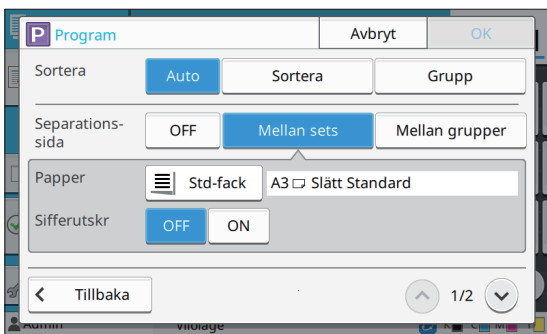 P Program Avbryt OK
Sortera Auto Sortera Grupp
Separations-
sida OFF Mellan sets Mellan grupper
Papper Std-fack A3 Slätt Standard
Sifferutskr OFF ON
Tillbaka 1/2
Admin Viloläge K C M Y